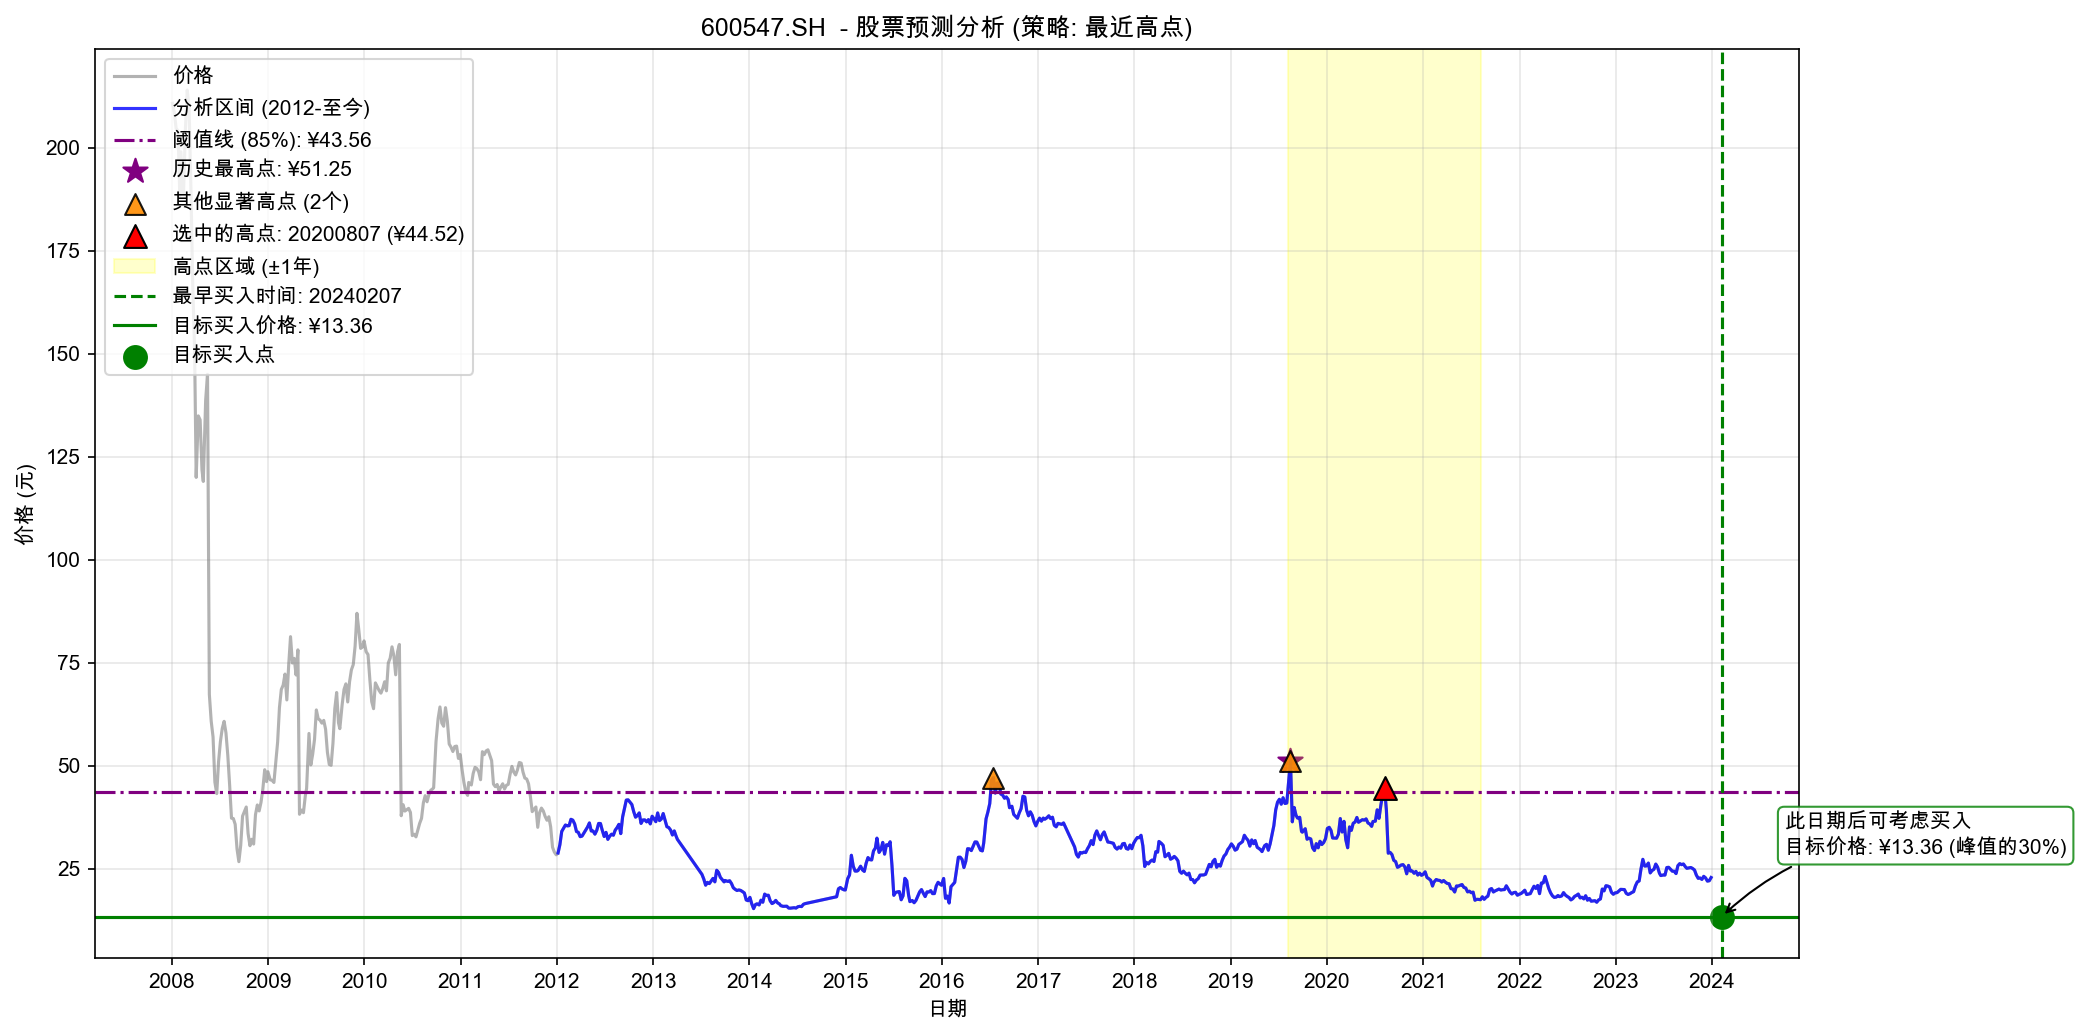 600547.SH - 股票预测分析 (策略: 最近高点)
价格
分析区间 (2012-至今)
阈值线 (85%): ¥43.56
历史最高点: ¥51.25
其他显著高点 (2个)
选中的高点: 20200807 (¥44.52)
高点区域 (±1年)
最早买入时间: 20240207
目标买入价格: ¥13.36
目标买入点
价格 (元)
200
175
150
125
100
75
50
25
此日期后可考虑买入
目标价格: ¥13.36 (峰值的30%)
2008 2009 2010 2011 2012 2013 2014 2015 2016 2017 2018 2019 2020 2021 2022 2023 2024
日期